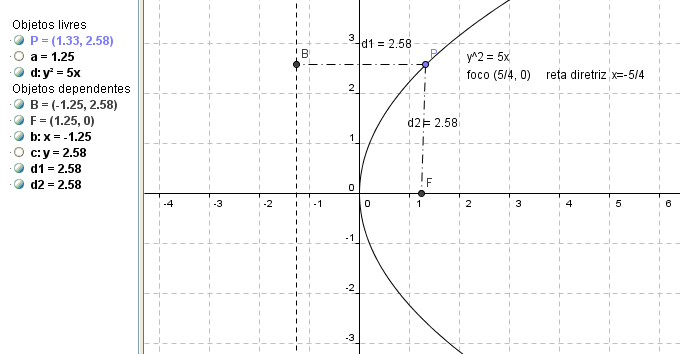 Objetos livres
P = (1.33, 2.58)
a = 1.25
d: y² = 5x
Objetos dependentes
B = (-1.25, 2.58)
F = (1.25, 0)
b: x = -1.25
c: y = 2.58
d1 = 2.58
d2 = 2.58
3
d1 = 2.58
B
P
y^2 = 5x
foco (5/4, 0) reta diretriz x=-5/4
2
d2 = 2.58
1
F
0
-4 -3 -2 -1 0 1 2 3 4 5 6
-1
-2
-3